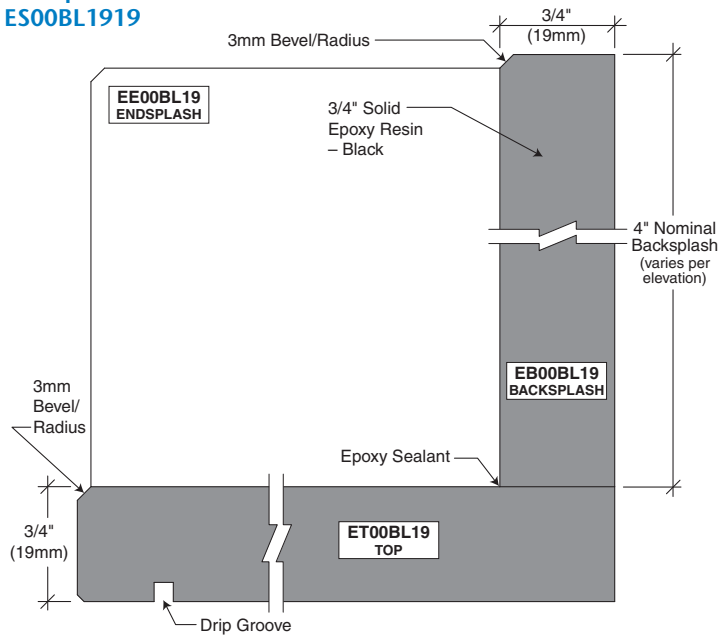 ES00BL1919
3/4"
(19mm)
3mm Bevel/Radius
EE00BL19
ENDSPLASH
3/4" Solid
Epoxy Resin
– Black
4" Nominal
Backsplash
(varies per
elevation)
EB00BL19
BACKSPLASH
3mm
Bevel/
Radius
Epoxy Sealant
3/4"
(19mm)
ET00BL19
TOP
Drip Groove